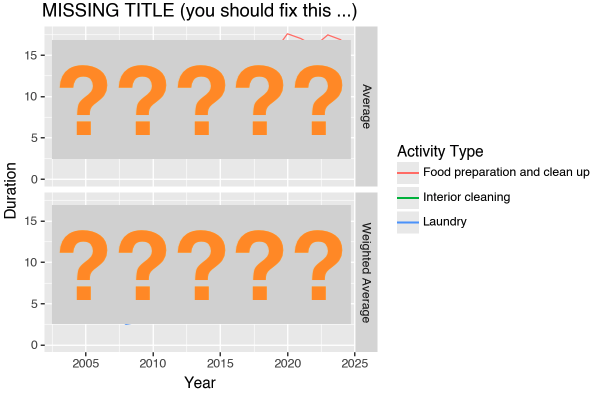 MISSING TITLE (you should fix this ...)
15
10
5
0
? ? ? ? ?
Average
15
10
5
0
? ? ? ? ?
Weighted Average
Duration
2005 2010 2015 2020 2025
Year
Activity Type
Food preparation and clean up
Interior cleaning
Laundry